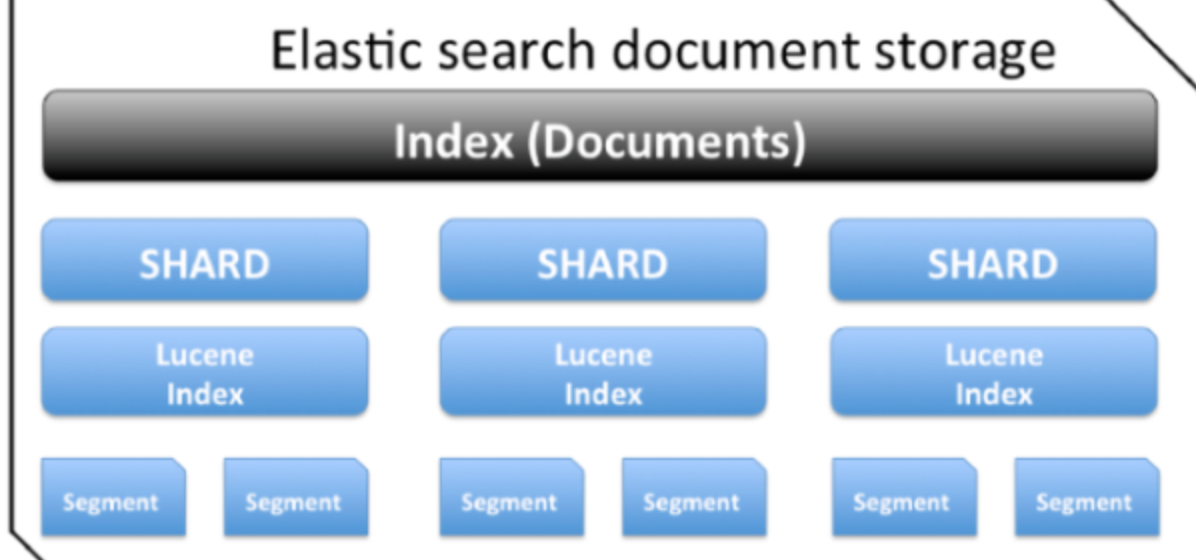 Elastic search document storage
Index (Documents)
SHARD
SHARD
SHARD
Lucene
Index
Lucene
Index
Lucene
Index
Segment
Segment
Segment
Segment
Segment
Segment